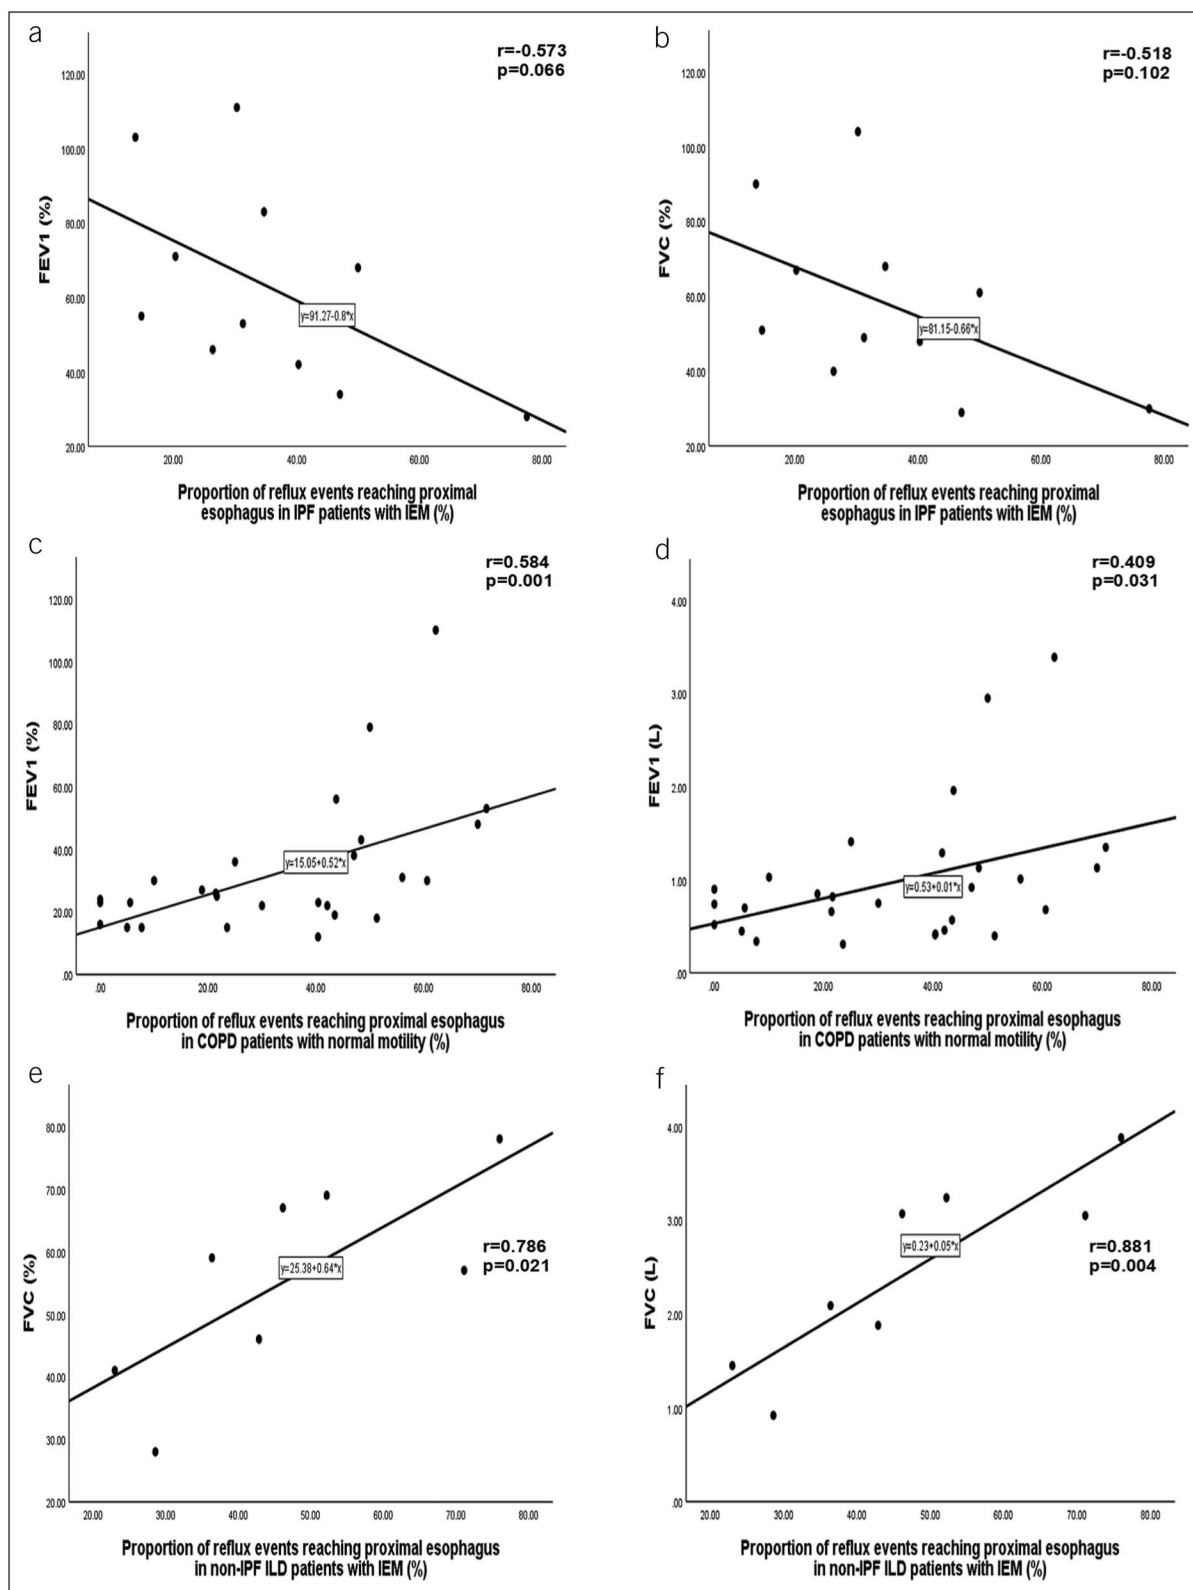 a
r=-0.573
p=0.066
120.00
100.00
80.00
60.00
40.00
20.00
FEV1 (%)
y=91.27-0.8*x
20.00 40.00 60.00 80.00
Proportion of reflux events reaching proximal
esophagus in IPF patients with IEM (%)
b
r=-0.518
p=0.102
120.00
100.00
80.00
60.00
40.00
20.00
FVC (%)
y=81.15-0.66*x
20.00 40.00 60.00 80.00
Proportion of reflux events reaching proximal
esophagus in IPF patients with IEM (%)
c
r=0.584
p=0.001
120.00
100.00
80.00
60.00
40.00
20.00
.00
FEV1 (%)
y=15.05+0.52*x
.00 20.00 40.00 60.00 80.00
Proportion of reflux events reaching proximal esophagus
in COPD patients with normal motility (%)
d
r=0.409
p=0.031
4.00
3.00
2.00
1.00
.00
FEV1 (L)
y=0.53+0.01*x
.00 20.00 40.00 60.00 80.00
Proportion of reflux events reaching proximal esophagus
in COPD patients with normal motility (%)
e
80.00
70.00
60.00
50.00
40.00
30.00
20.00
FVC (%)
r=0.786
p=0.021
y=25.38+0.64*x
20.00 30.00 40.00 50.00 60.00 70.00 80.00
Proportion of reflux events reaching proximal esophagus
in non-IPF ILD patients with IEM (%)
f
4.00
3.00
2.00
1.00
.00
FVC (L)
y=0.23+0.05*x
r=0.881
p=0.004
20.00 30.00 40.00 50.00 60.00 70.00 80.00
Proportion of reflux events reaching proximal esophagus
in non-IPF ILD patients with IEM (%)